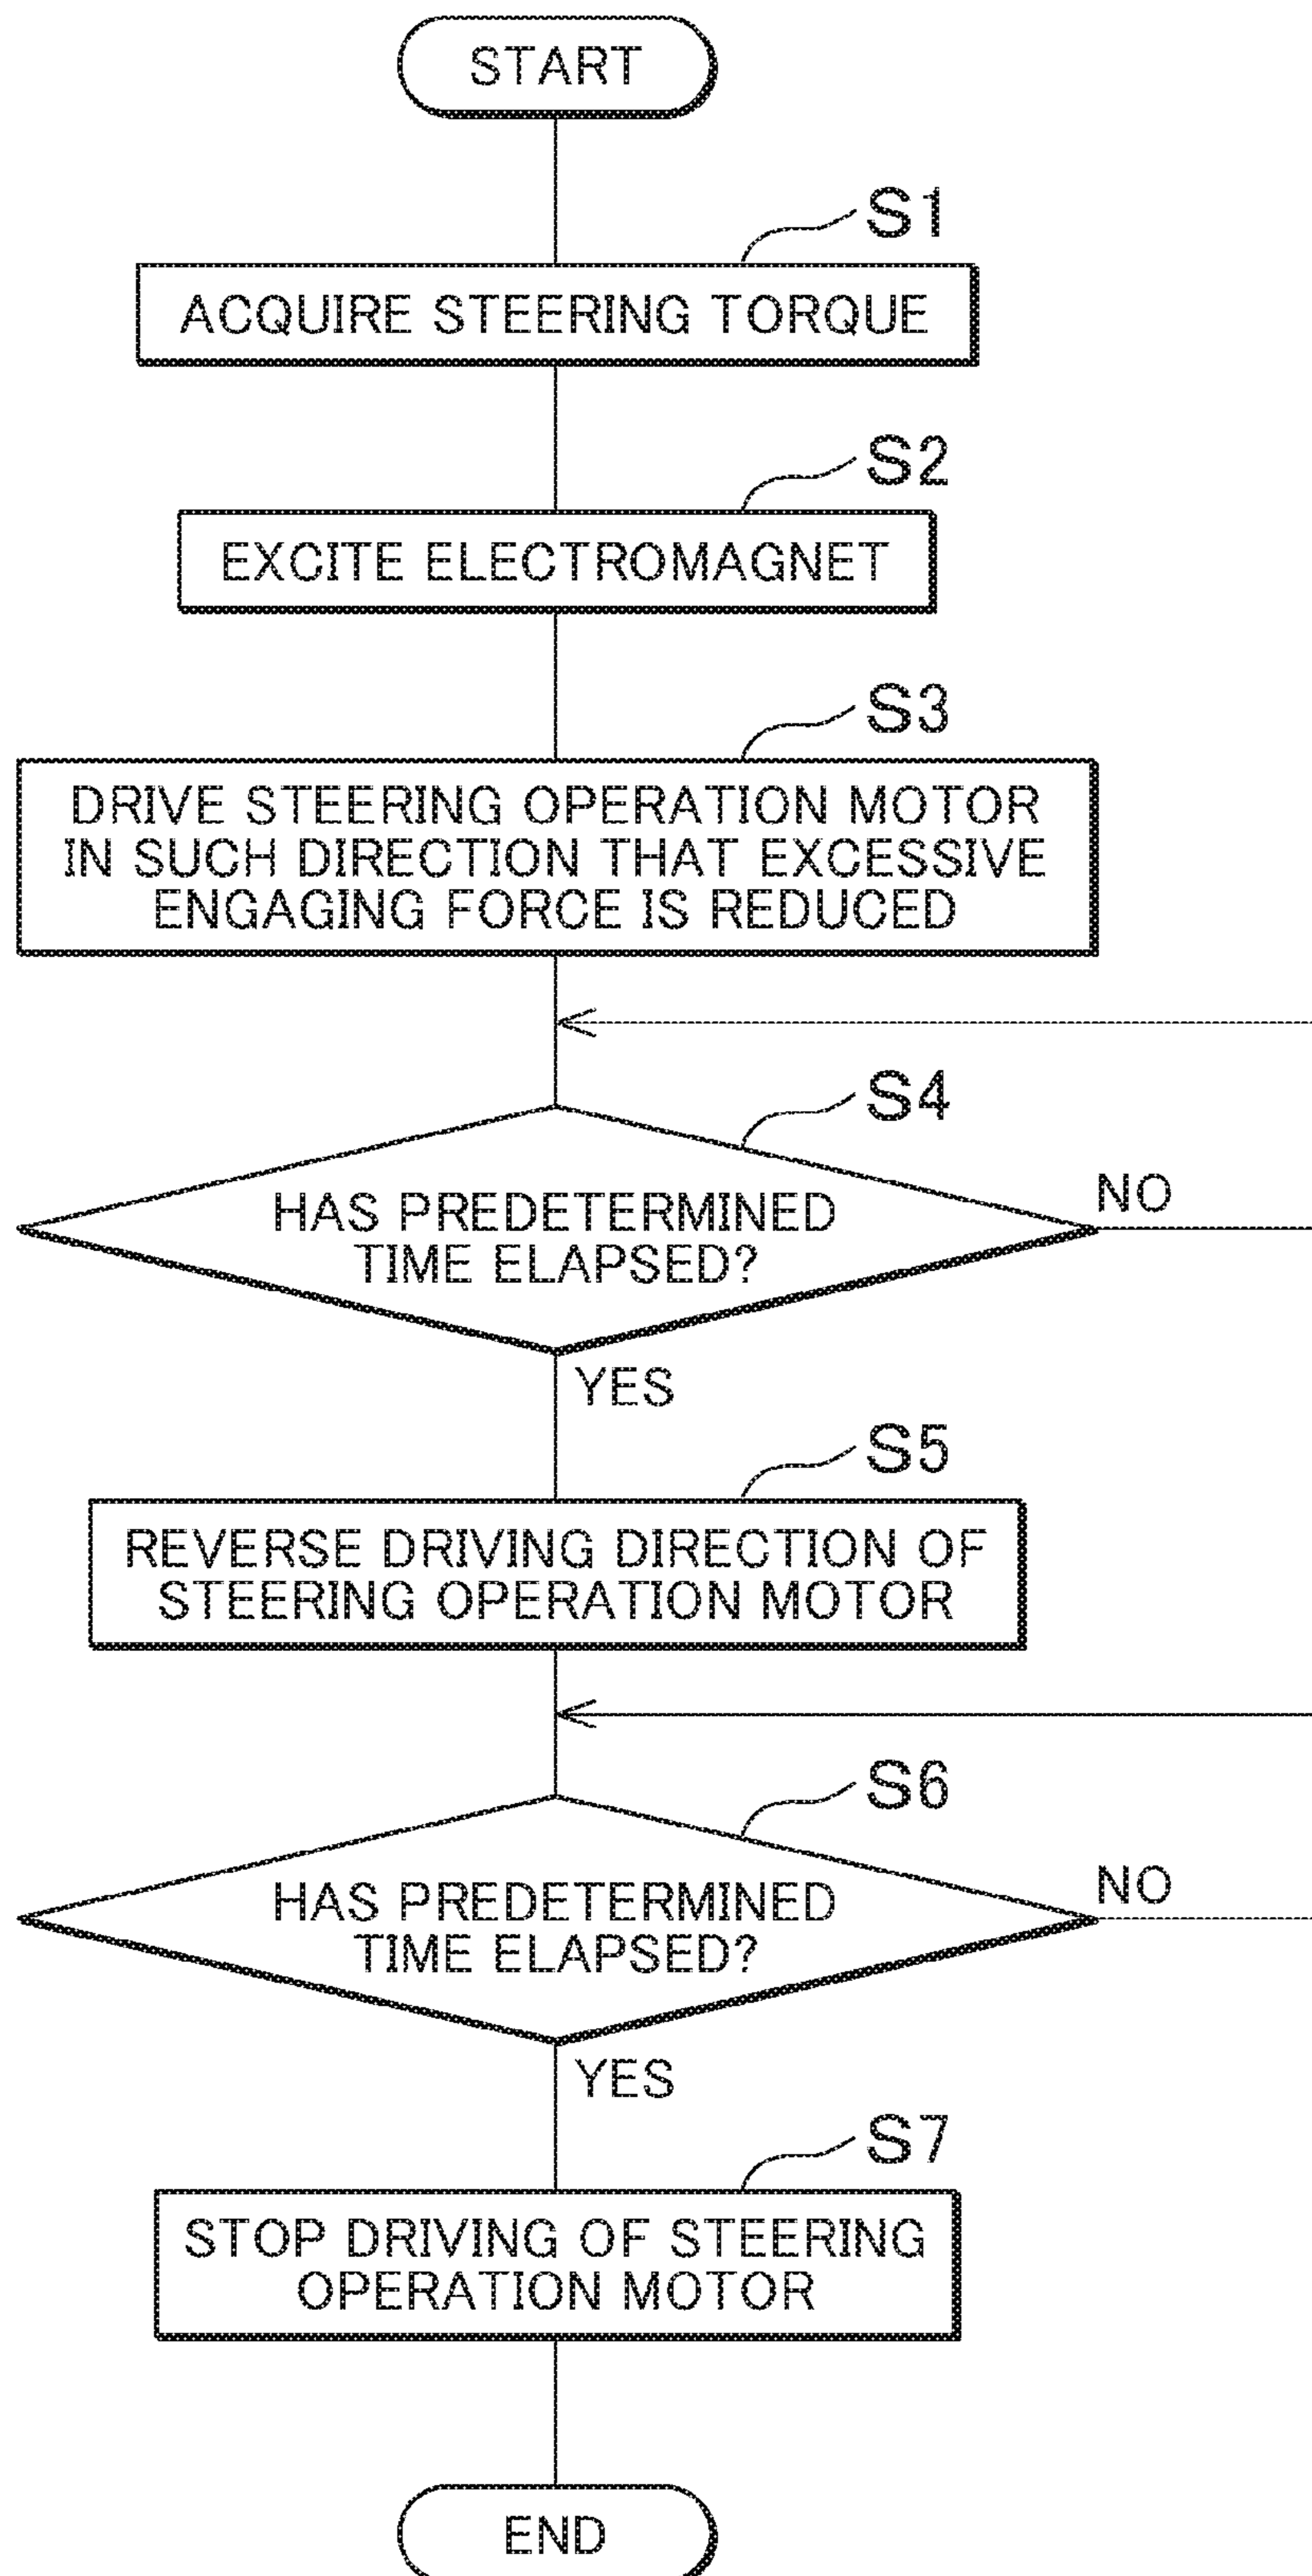 START
S1
ACQUIRE STEERING TORQUE
S2
EXCITE ELECTROMAGNET
S3
DRIVE STEERING OPERATION MOTOR
IN SUCH DIRECTION THAT EXCESSIVE
ENGAGING FORCE IS REDUCED
S4
HAS PREDETERMINED
TIME ELAPSED?
NO
YES
S5
REVERSE DRIVING DIRECTION OF
STEERING OPERATION MOTOR
S6
HAS PREDETERMINED
TIME ELAPSED?
NO
YES
S7
STOP DRIVING OF STEERING
OPERATION MOTOR
END